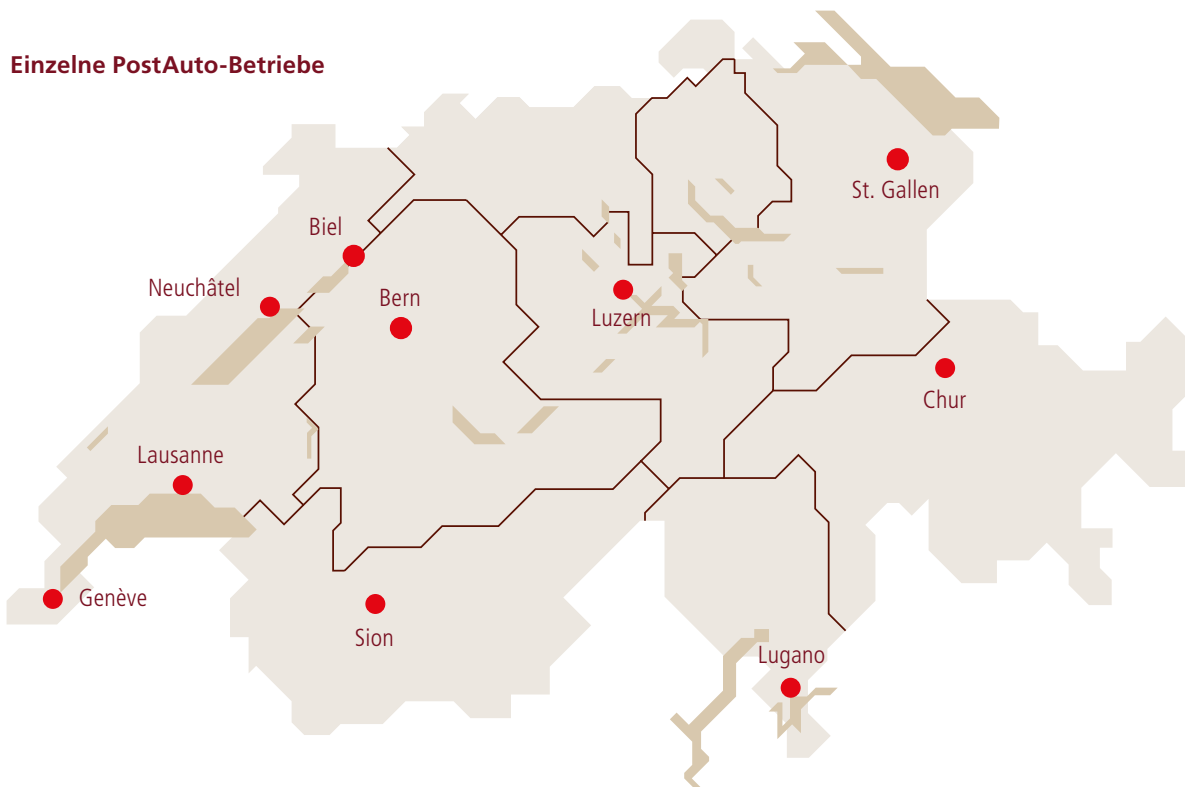 Einzelne PostAuto-Betriebe
St. Gallen
Biel
Neuchâtel
Bern
Luzern
Chur
Lausanne
Genève
Sion
Lugano